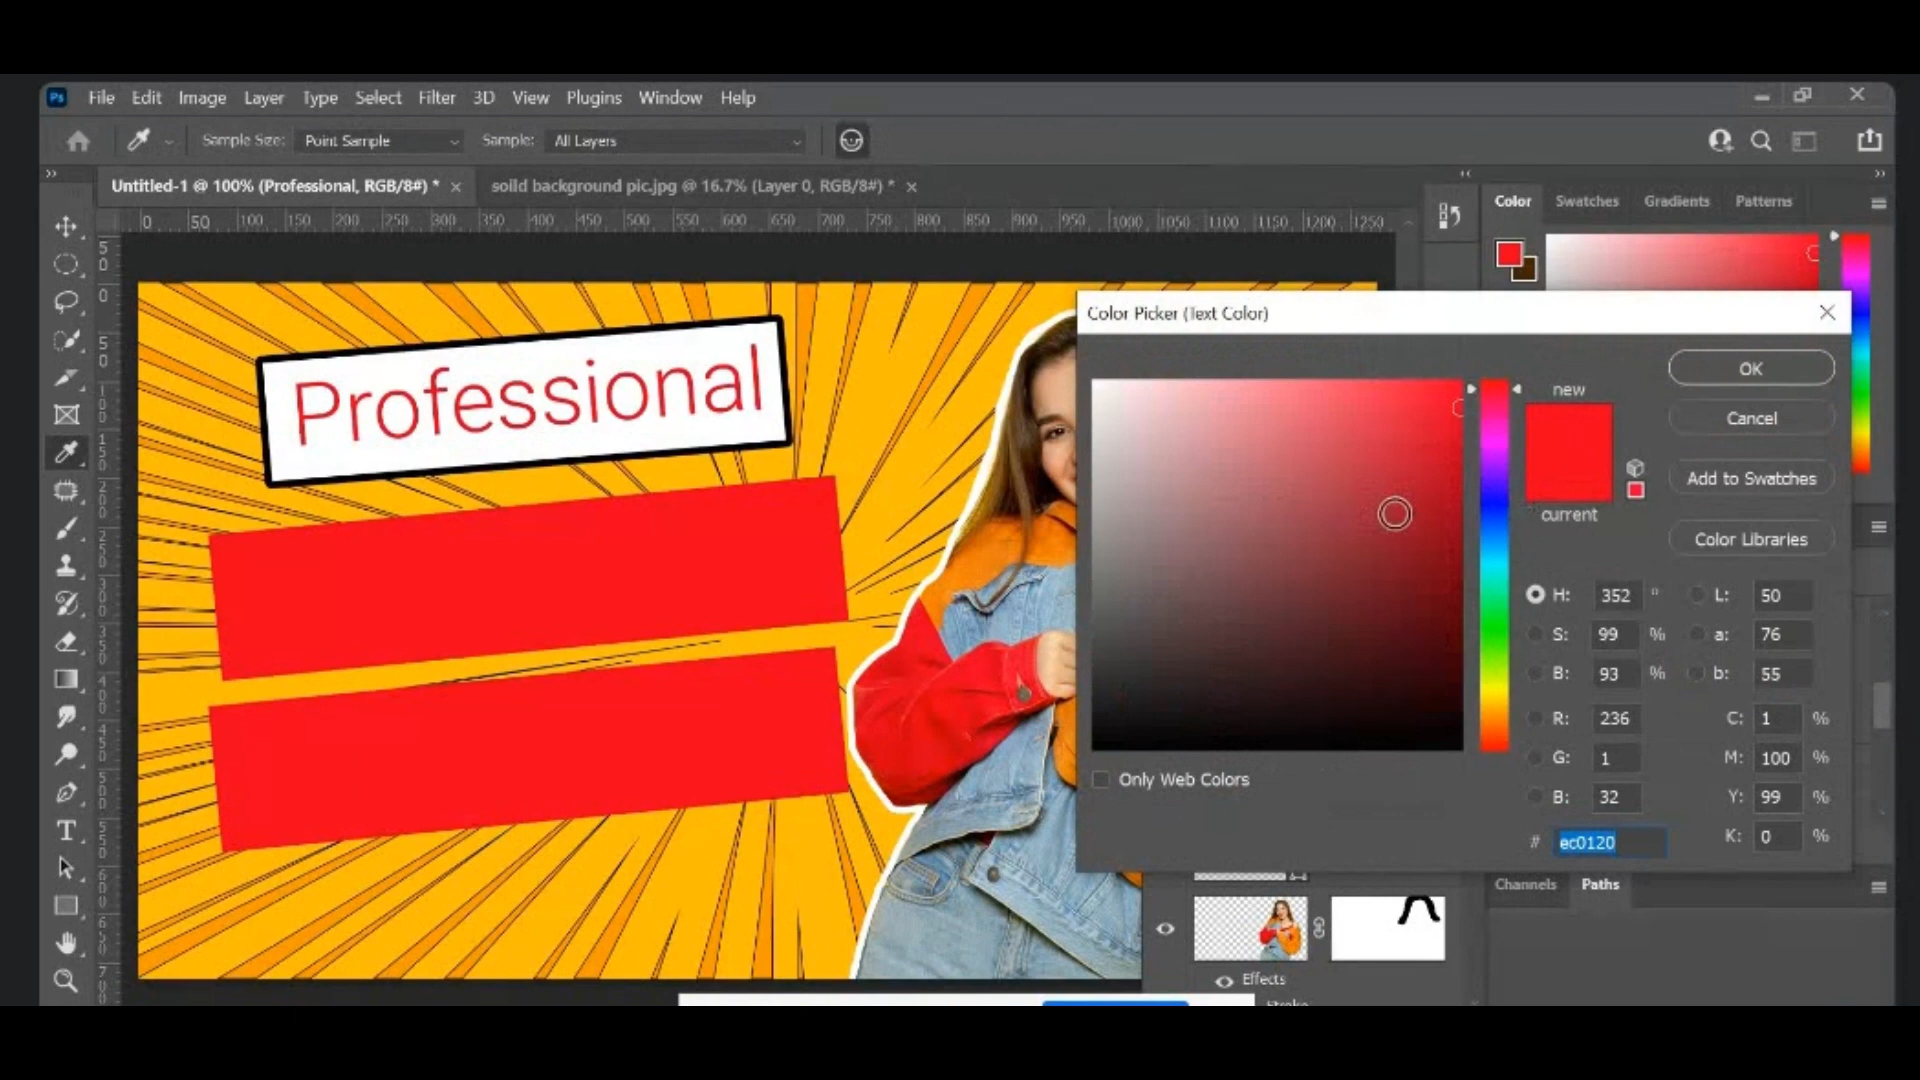 Ps File Edit Image Layer Type Select Filter 3D View Plugins Window Help
Sample Size: Point Sample Sample: All Layers
Untitled-1 @ 100% (Professional, RGB/8#) * × soild background pic.jpg @ 16.7% (Layer 0, RGB/8#) * ×
0 50 100 150 200 250 300 350 400 450 500 550 600 650 700 750 800 850 900 950 1000 1050 1100 1150 1200 1250
Color Swatches Gradients Patterns
Professional
Color Picker (Text Color)
new
current
OK
Cancel
Add to Swatches
Color Libraries
H: 352 ° L: 50
S: 99 % a: 76
B: 93 % b: 55
R: 236 C: 1 %
G: 1 M: 100 %
B: 32 Y: 99 %
# ec0120 K: 0 %
Only Web Colors
Channels Paths
Effects
Stroke